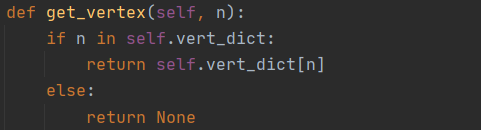 def get_vertex(self, n):
    if n in self.vert_dict:
        return self.vert_dict[n]
    else:
        return None